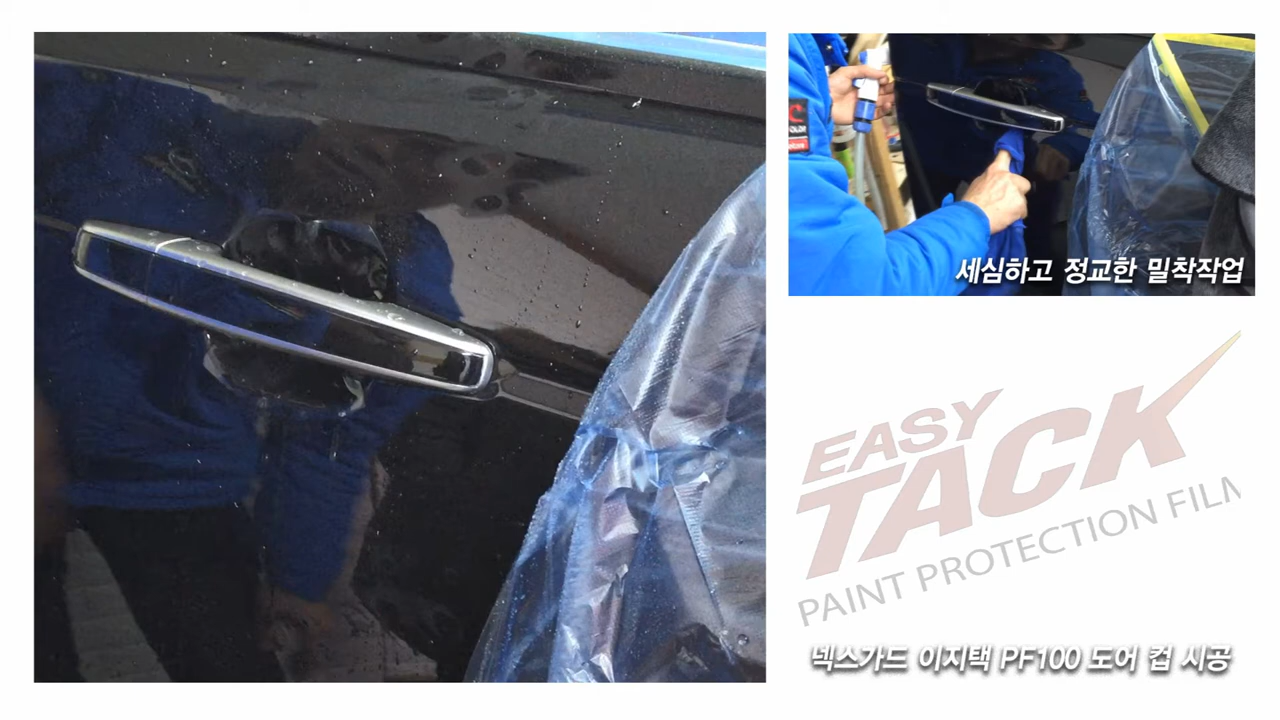 세심하고 정교한 밀착작업
EASY
TACK
PAINT PROTECTION FILM
넥스가드 이지택 PF100 도어 컵 시공